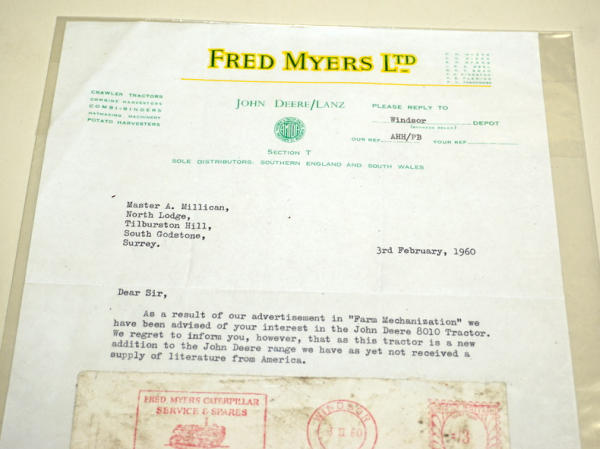 FRED MYERS LTD
CRAWLER TRACTORS
COMBINE HARVESTERS
COMBI-BINDERS
HAYMAKING MACHINERY
POTATO HARVESTERS
JOHN DEERE/LANZ
SECTION T
SOLE DISTRIBUTORS: SOUTHERN ENGLAND AND SOUTH WALES
PLEASE REPLY TO
Windsor DEPOT
OUR REF. AHH/PB YOUR REF.
Master A. Millican,
North Lodge,
Tilburston Hill,
South Godstone,
Surrey.
3rd February, 1960
Dear Sir,
As a result of our advertisement in "Farm Mechanization" we
have been advised of your interest in the John Deere 8010 Tractor.
We regret to inform you, however, that as this tractor is a new
addition to the John Deere range we have as yet not received a
supply of literature from America.
FRED MYERS CATERPILLAR
SERVICE & SPARES
WINDSOR
II 60